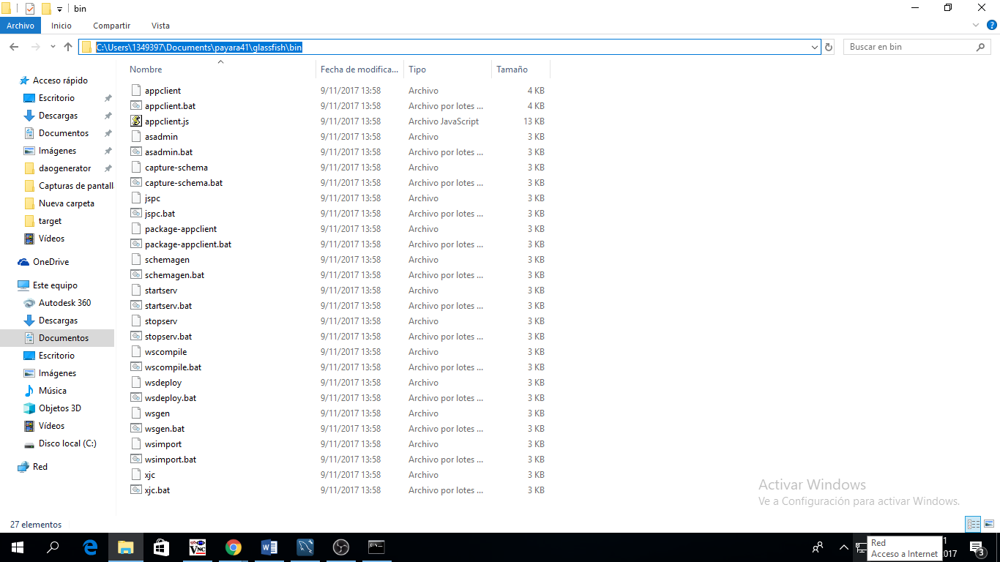 bin
Archivo Inicio Compartir Vista
C:\Users\1349397\Documents\payara41\glassfish\bin Buscar en bin
Nombre Fecha de modifica... Tipo Tamaño
Acceso rápido
Escritorio
Descargas
Documentos
Imágenes
daogenerator
Capturas de pantall
Nueva carpeta
target
Vídeos
OneDrive
Este equipo
Autodesk 360
Descargas
Documentos
Escritorio
Imágenes
Música
Objetos 3D
Vídeos
Disco local (C:)
Red
appclient 9/11/2017 13:58 Archivo 4 KB
appclient.bat 9/11/2017 13:58 Archivo por lotes ... 4 KB
appclient.js 9/11/2017 13:58 Archivo JavaScript 13 KB
asadmin 9/11/2017 13:58 Archivo 3 KB
asadmin.bat 9/11/2017 13:58 Archivo por lotes ... 3 KB
capture-schema 9/11/2017 13:58 Archivo 3 KB
capture-schema.bat 9/11/2017 13:58 Archivo por lotes ... 3 KB
jspc 9/11/2017 13:58 Archivo 3 KB
jspc.bat 9/11/2017 13:58 Archivo por lotes ... 3 KB
package-appclient 9/11/2017 13:58 Archivo 3 KB
package-appclient.bat 9/11/2017 13:58 Archivo por lotes ... 3 KB
schemagen 9/11/2017 13:58 Archivo 3 KB
schemagen.bat 9/11/2017 13:58 Archivo por lotes ... 3 KB
startserv 9/11/2017 13:58 Archivo 3 KB
startserv.bat 9/11/2017 13:58 Archivo por lotes ... 3 KB
stopserv 9/11/2017 13:58 Archivo 3 KB
stopserv.bat 9/11/2017 13:58 Archivo por lotes ... 3 KB
wscompile 9/11/2017 13:58 Archivo 3 KB
wscompile.bat 9/11/2017 13:58 Archivo por lotes ... 3 KB
wsdeploy 9/11/2017 13:58 Archivo 3 KB
wsdeploy.bat 9/11/2017 13:58 Archivo por lotes ... 3 KB
wsgen 9/11/2017 13:58 Archivo 3 KB
wsgen.bat 9/11/2017 13:58 Archivo por lotes ... 3 KB
wsimport 9/11/2017 13:58 Archivo 3 KB
wsimport.bat 9/11/2017 13:58 Archivo por lotes ... 3 KB
xjc 9/11/2017 13:58 Archivo 3 KB
xjc.bat 9/11/2017 13:58 Archivo por lotes ... 3 KB
Activar Windows
Ve a Configuración para activar Windows.
27 elementos
VNC
Red
Acceso a Internet
1
2017
3